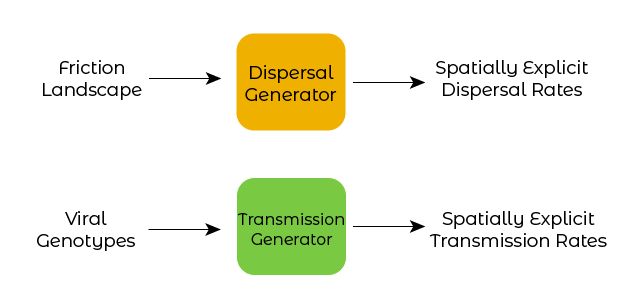 Friction
Landscape
Dispersal
Generator
Spatially Explicit
Dispersal Rates
Viral
Genotypes
Transmission
Generator
Spatially Explicit
Transmission Rates